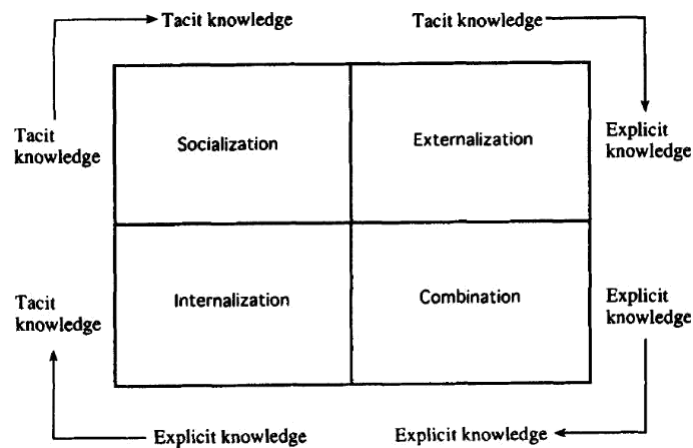 Tacit knowledge
Tacit knowledge
Tacit
knowledge
Socialization
Externalization
Explicit
knowledge
Tacit
knowledge
Internalization
Combination
Explicit
knowledge
Explicit knowledge
Explicit knowledge